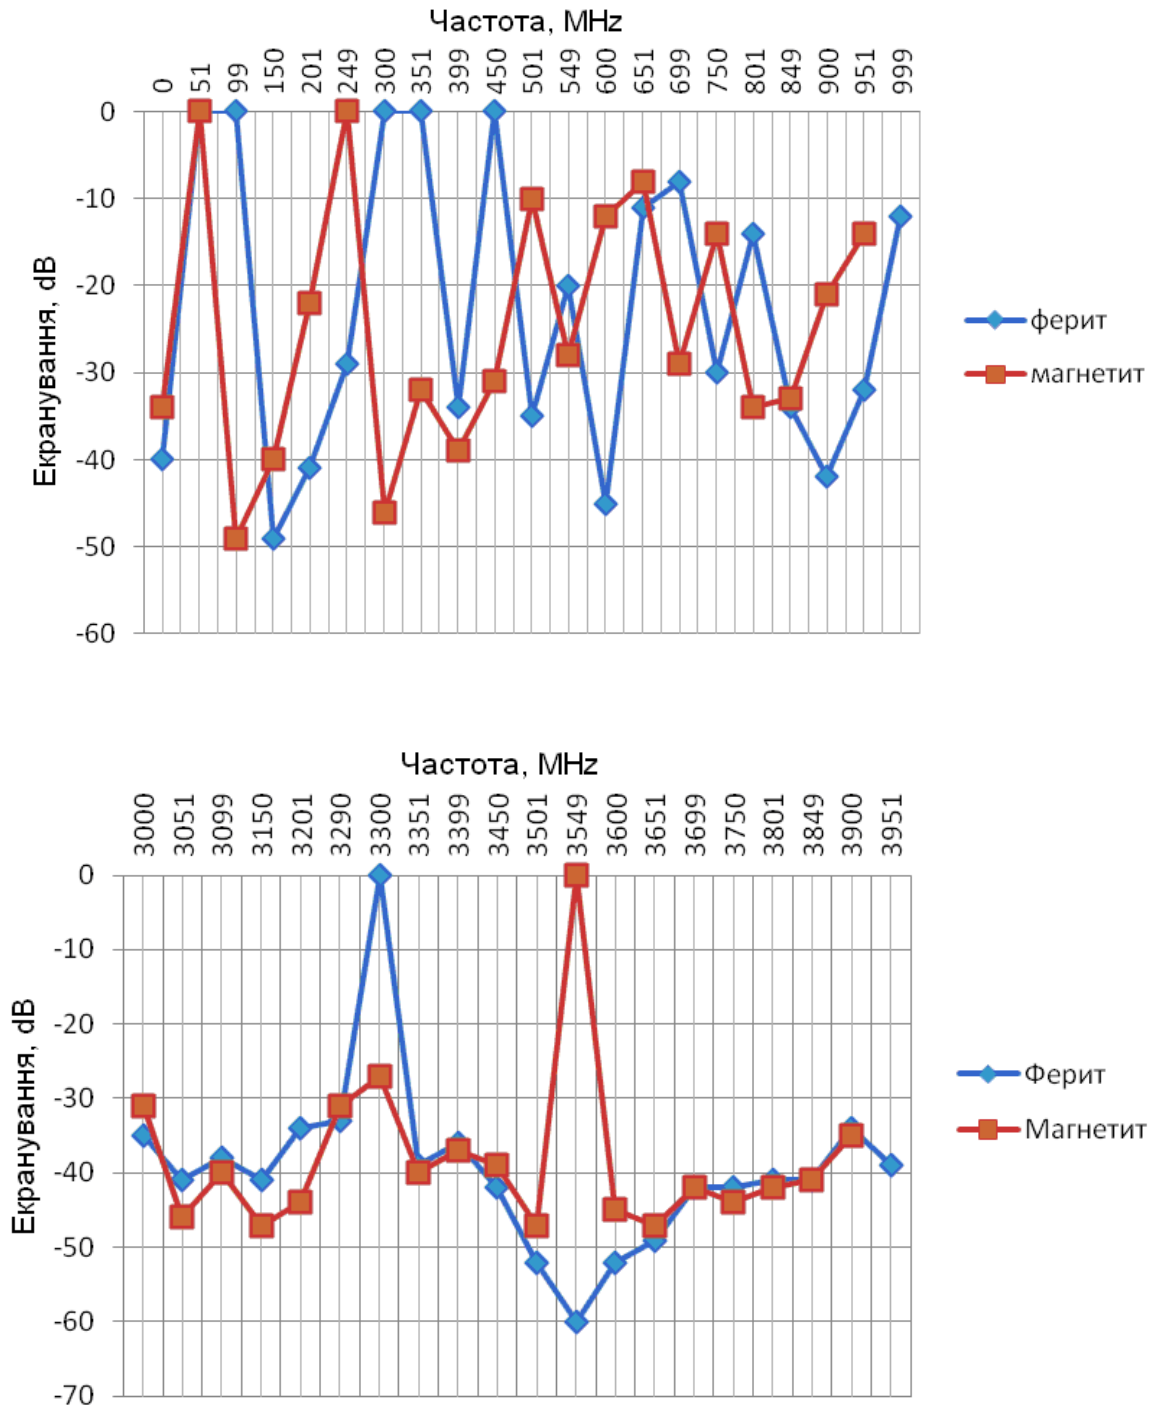 Частота, MHz
0 51 99 150 201 249 300 351 399 450 501 549 600 651 699 750 801 849 900 951 999
0
-10
-20
-30
-40
-50
-60
Екранування, dB
ферит
магнетит
Частота, MHz
3000 3051 3099 3150 3201 3290 3300 3351 3399 3450 3501 3549 3600 3651 3699 3750 3801 3849 3900 3951
0
-10
-20
-30
-40
-50
-60
-70
Екранування, dB
Ферит
Магнетит